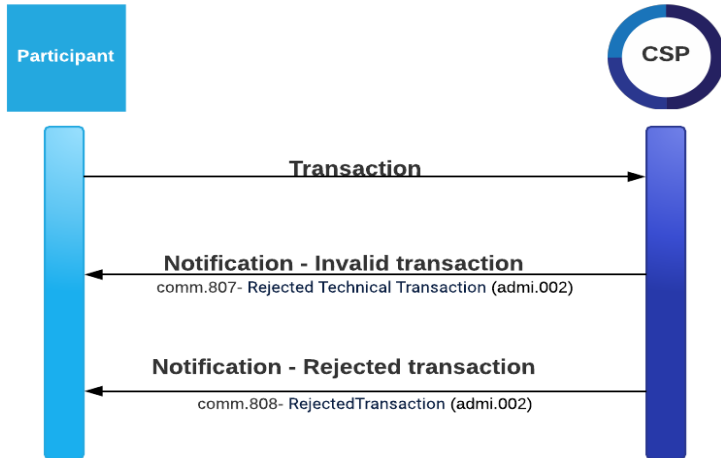 Participant
CSP
Transaction
Notification - Invalid transaction
comm.807- Rejected Technical Transaction (admi.002)
Notification - Rejected transaction
comm.808- RejectedTransaction (admi.002)